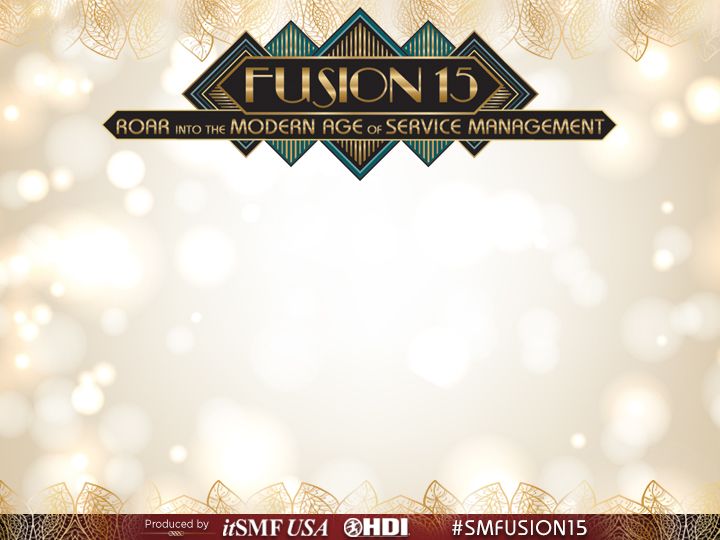 FUSION 15
ROAR INTO THE MODERN AGE OF SERVICE MANAGEMENT
Produced by itSMF USA HDI #SMFUSION15